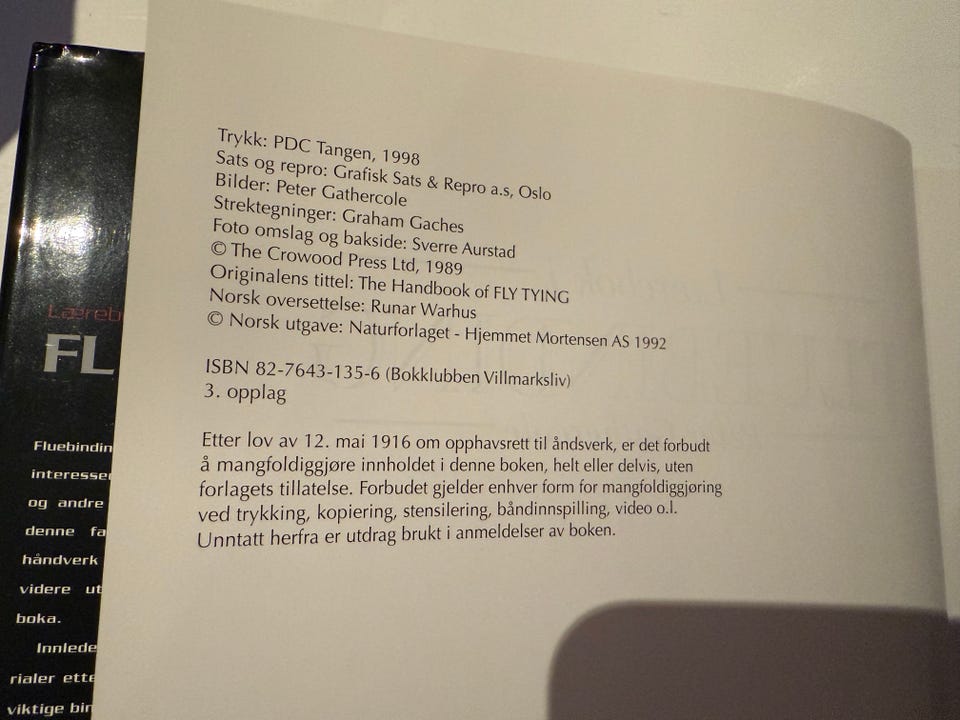 Trykk: PDC Tangen, 1998
Sats og repro: Grafisk Sats & Repro a.s, Oslo
Bilder: Peter Gathercole
Strektegninger: Graham Gaches
Foto omslag og bakside: Sverre Aurstad
© The Crowood Press Ltd, 1989
Originalens tittel: The Handbook of FLY TYING
Norsk oversettelse: Runar Warhus
© Norsk utgave: Naturforlaget - Hjemmet Mortensen AS 1992
ISBN 82-7643-135-6 (Bokklubben Villmarksliv)
3. opplag
Etter lov av 12. mai 1916 om opphavsrett til åndsverk, er det forbudt
å mangfoldiggjøre innholdet i denne boken, helt eller delvis, uten
forlagets tillatelse. Forbudet gjelder enhver form for mangfoldiggjøring
ved trykking, kopiering, stensilering, båndinnspilling, video o.l.
Unntatt herfra er utdrag brukt i anmeldelser av boken.
Læreb
FL
Fluebindin
interesser
og andre
denne fa
håndverk
videre ut
boka.
Innlede
rialer ette
viktige bin